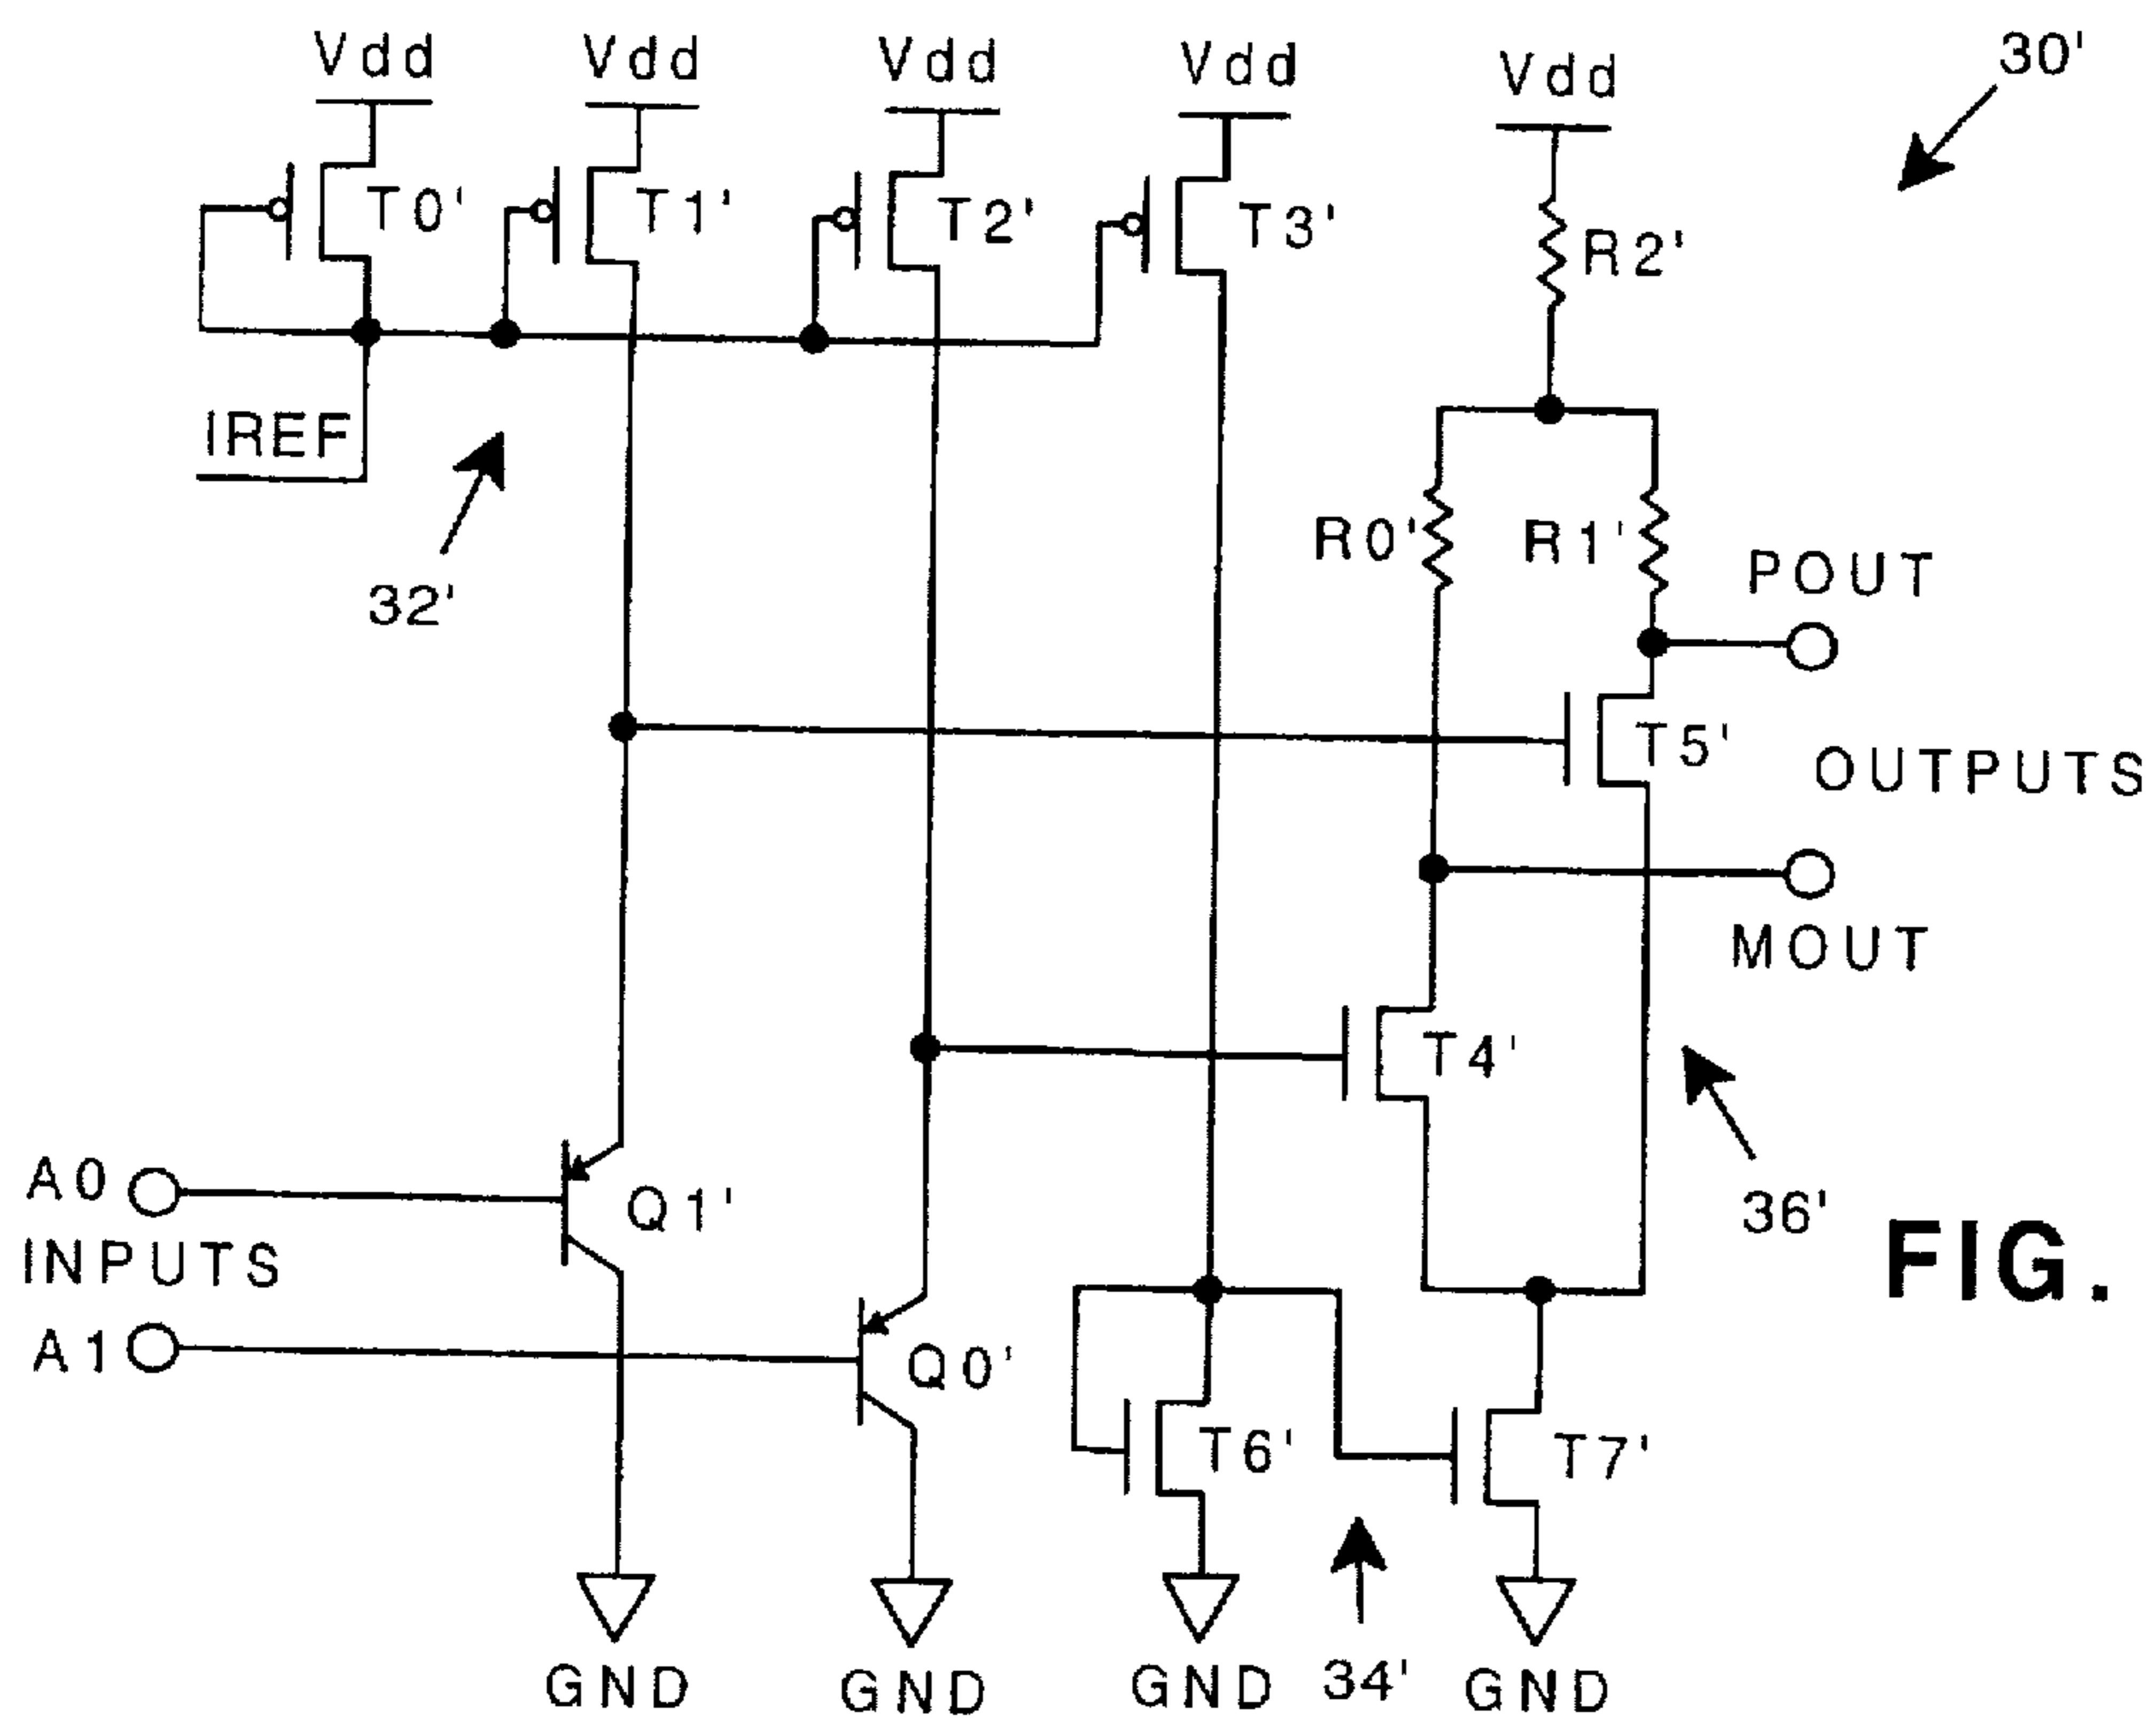 Vdd Vdd Vdd Vdd Vdd 30'
T0' T1' T2' T3' R2'
IREF
32'
R0' R1' POUT
T5' OUTPUTS
MOUT
T4'
36'
A0 Q1'
INPUTS
FIG.
A1 Q0'
T6' T7'
GND GND GND 34' GND